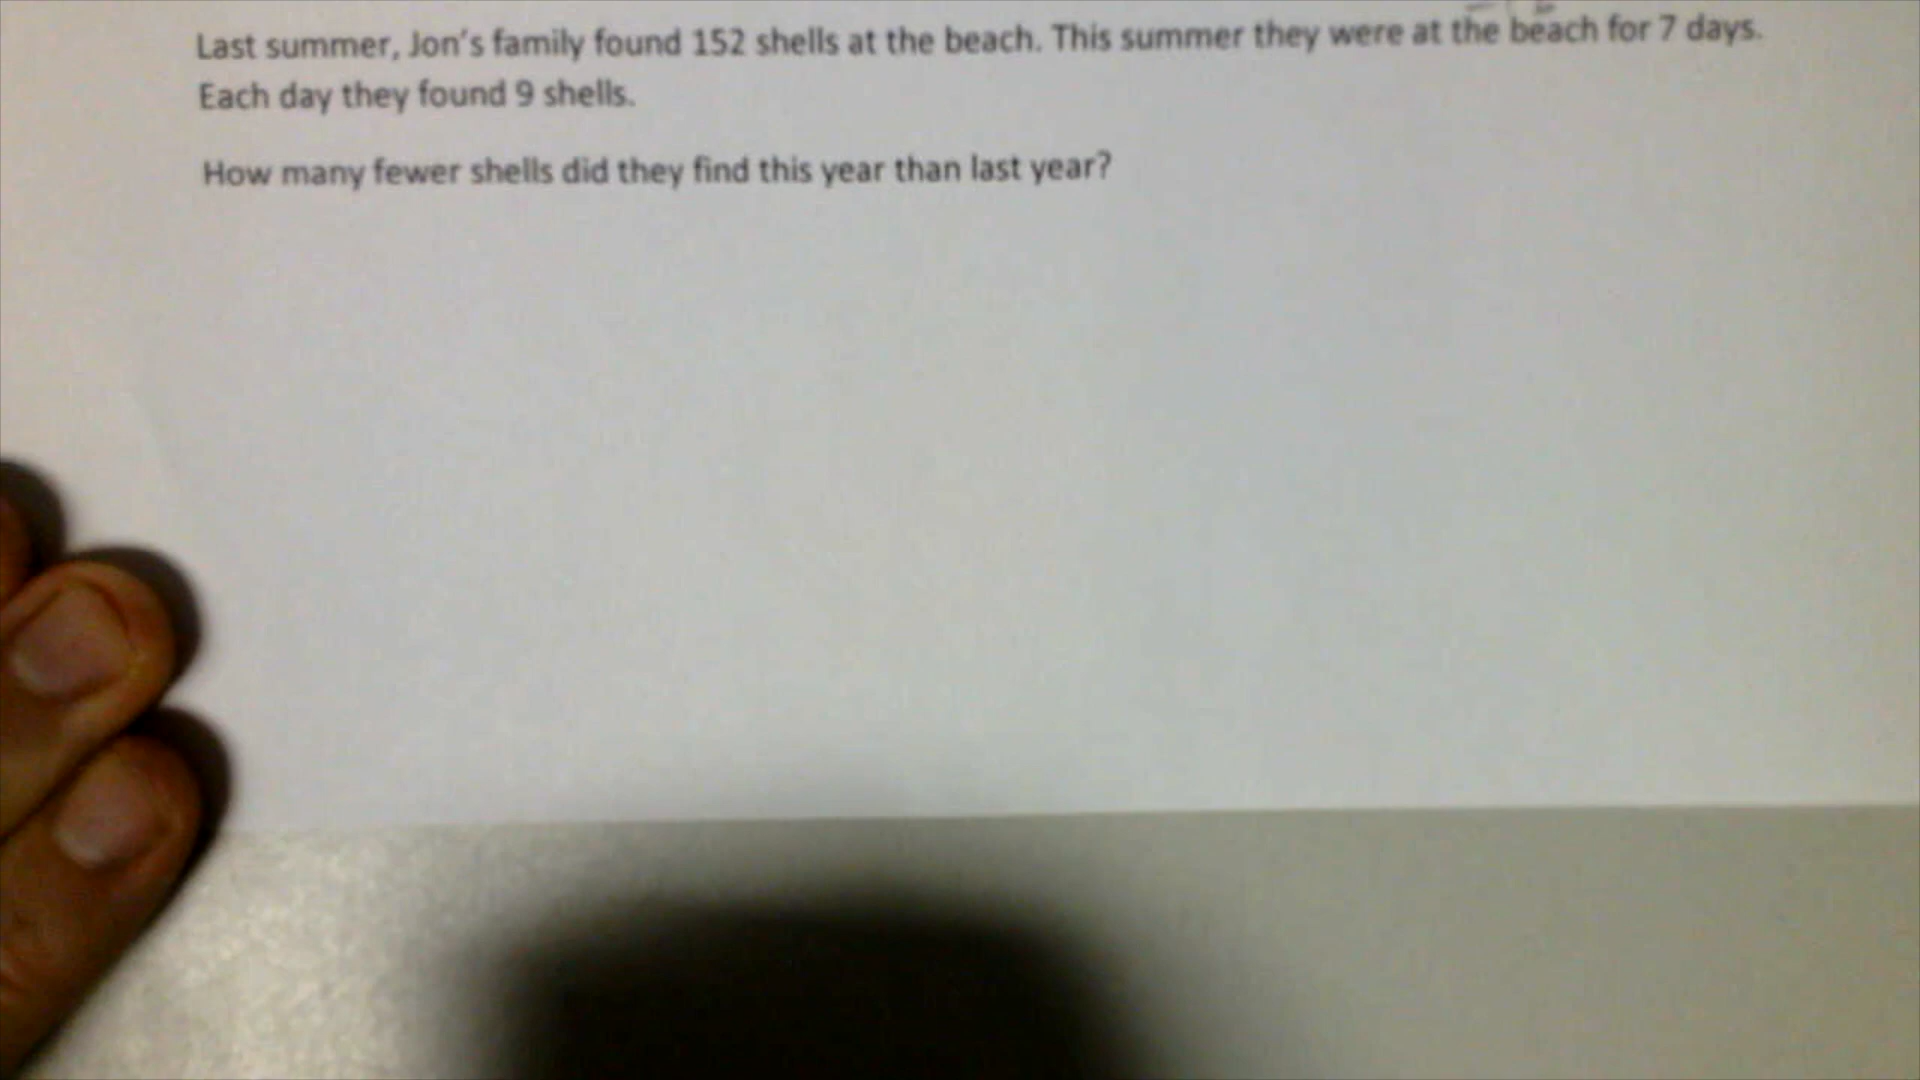 Last summer, Jon's family found 152 shells at the beach. This summer they were at the beach for 7 days.
Each day they found 9 shells.
How many fewer shells did they find this year than last year?